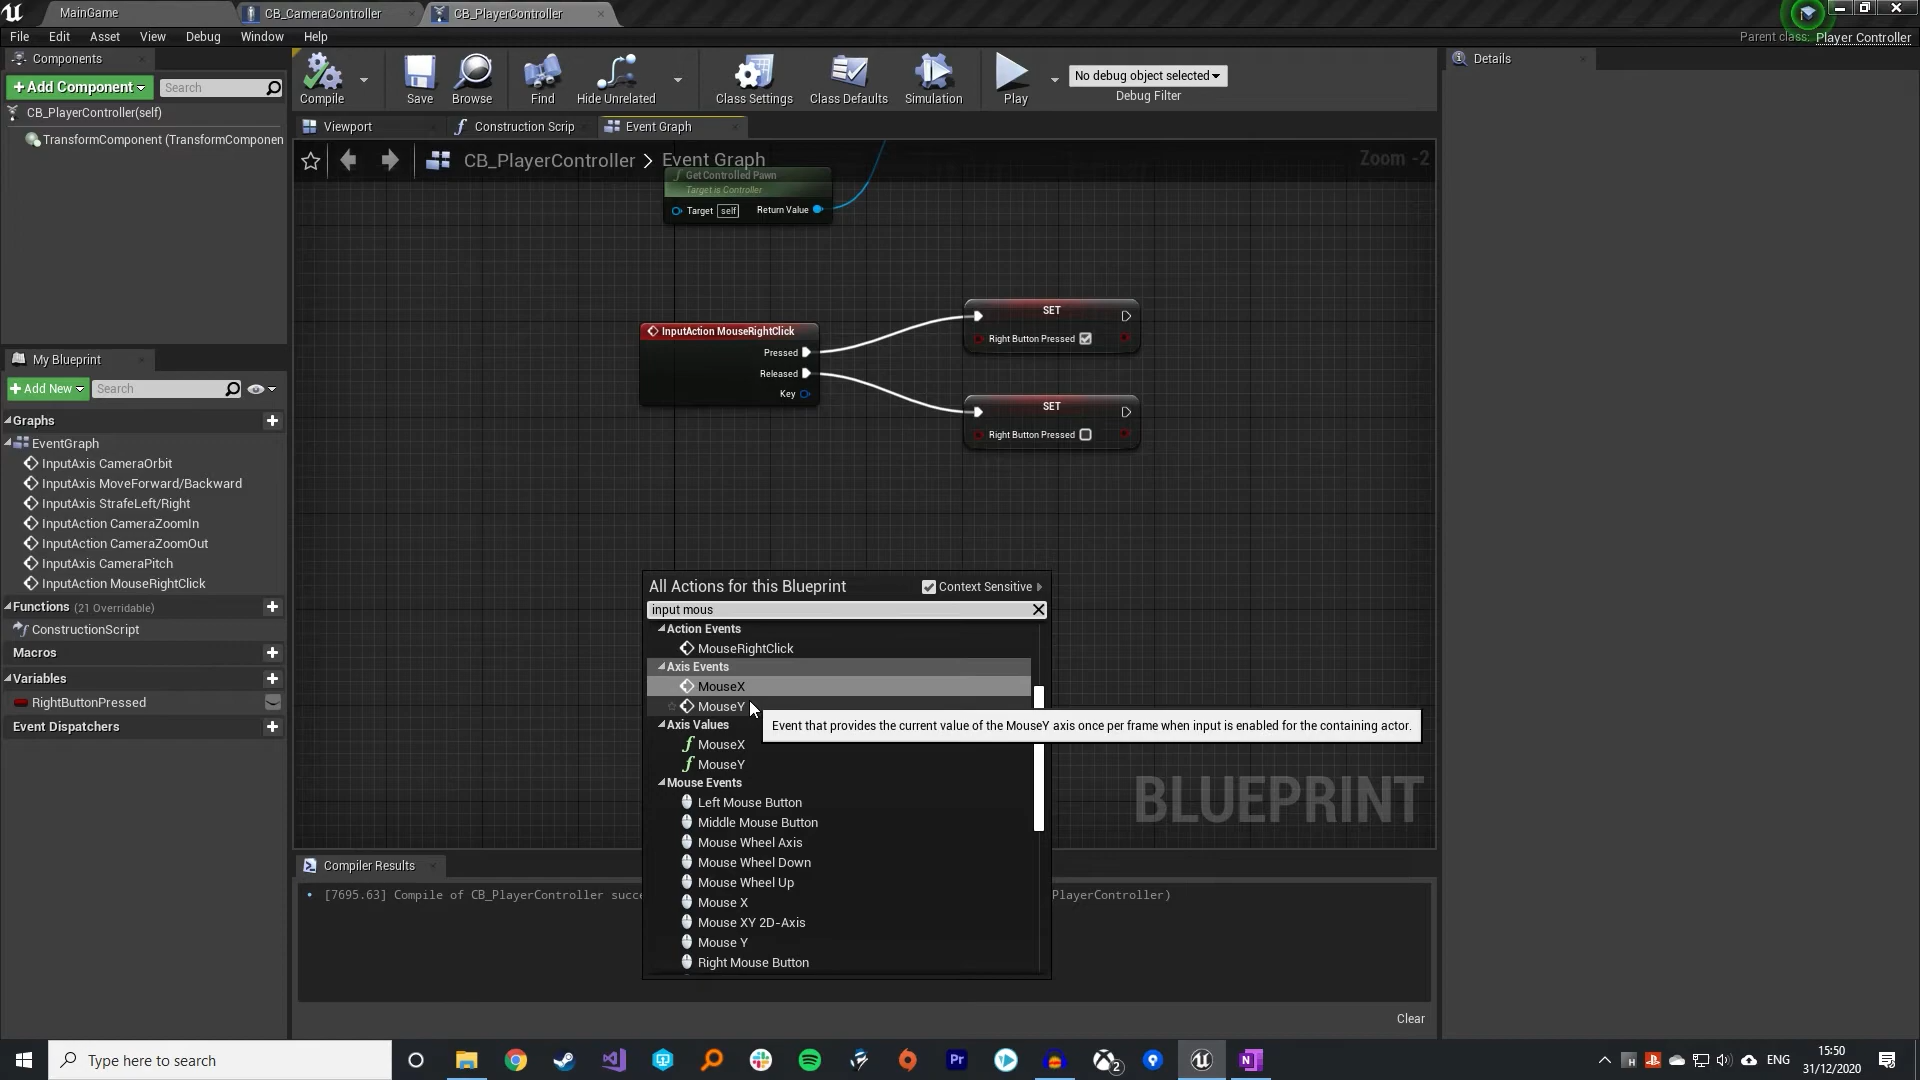 MainGame
CB_CameraController
CB_PlayerController
File Edit Asset View Debug Window Help
Parent class: Player Controller
Components
+Add Component
Search
CB_PlayerController(self)
TransformComponent (TransformComponen
Compile
Save
Browse
Find
Hide Unrelated
Class Settings
Class Defaults
Simulation
Play
No debug object selected
Debug Filter
Details
Viewport
Construction Scrip
Event Graph
CB_PlayerController > Event Graph
Zoom -2
Get Controlled Pawn
Target is Controller
Target self
Return Value
InputAction MouseRightClick
Pressed
Released
Key
SET
Right Button Pressed
SET
Right Button Pressed
My Blueprint
+Add New
Search
Graphs
EventGraph
InputAxis CameraOrbit
InputAxis MoveForward/Backward
InputAxis StrafeLeft/Right
InputAction CameraZoomIn
InputAction CameraZoomOut
InputAxis CameraPitch
InputAction MouseRightClick
Functions (21 Overridable)
ConstructionScript
Macros
Variables
RightButtonPressed
Event Dispatchers
All Actions for this Blueprint
Context Sensitive
input mous
Action Events
MouseRightClick
Axis Events
MouseX
MouseY
Event that provides the current value of the MouseY axis once per frame when input is enabled for the containing actor.
Axis Values
MouseX
MouseY
Mouse Events
Left Mouse Button
Middle Mouse Button
Mouse Wheel Axis
Mouse Wheel Down
Mouse Wheel Up
Mouse X
Mouse XY 2D-Axis
Mouse Y
Right Mouse Button
BLUEPRINT
Compiler Results
[7695.63] Compile of CB_PlayerController succe
PlayerController)
Clear
Type here to search
Pr
2
ENG
15:50
31/12/2020